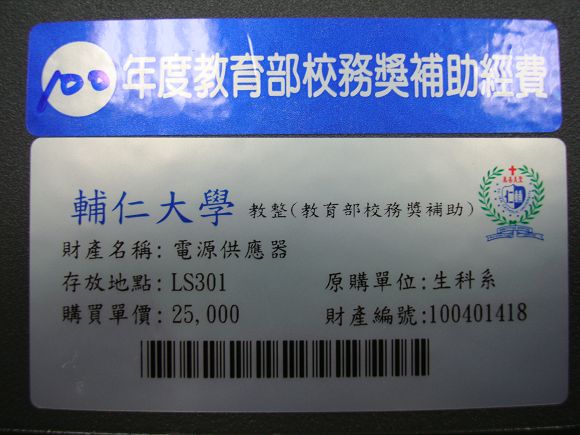 100年度教育部校務獎補助經費
輔仁大學 教整(教育部校務獎補助)
財產名稱: 電源供應器
存放地點: LS301 原購單位: 生科系
購買單價: 25,000 財產編號:100401418